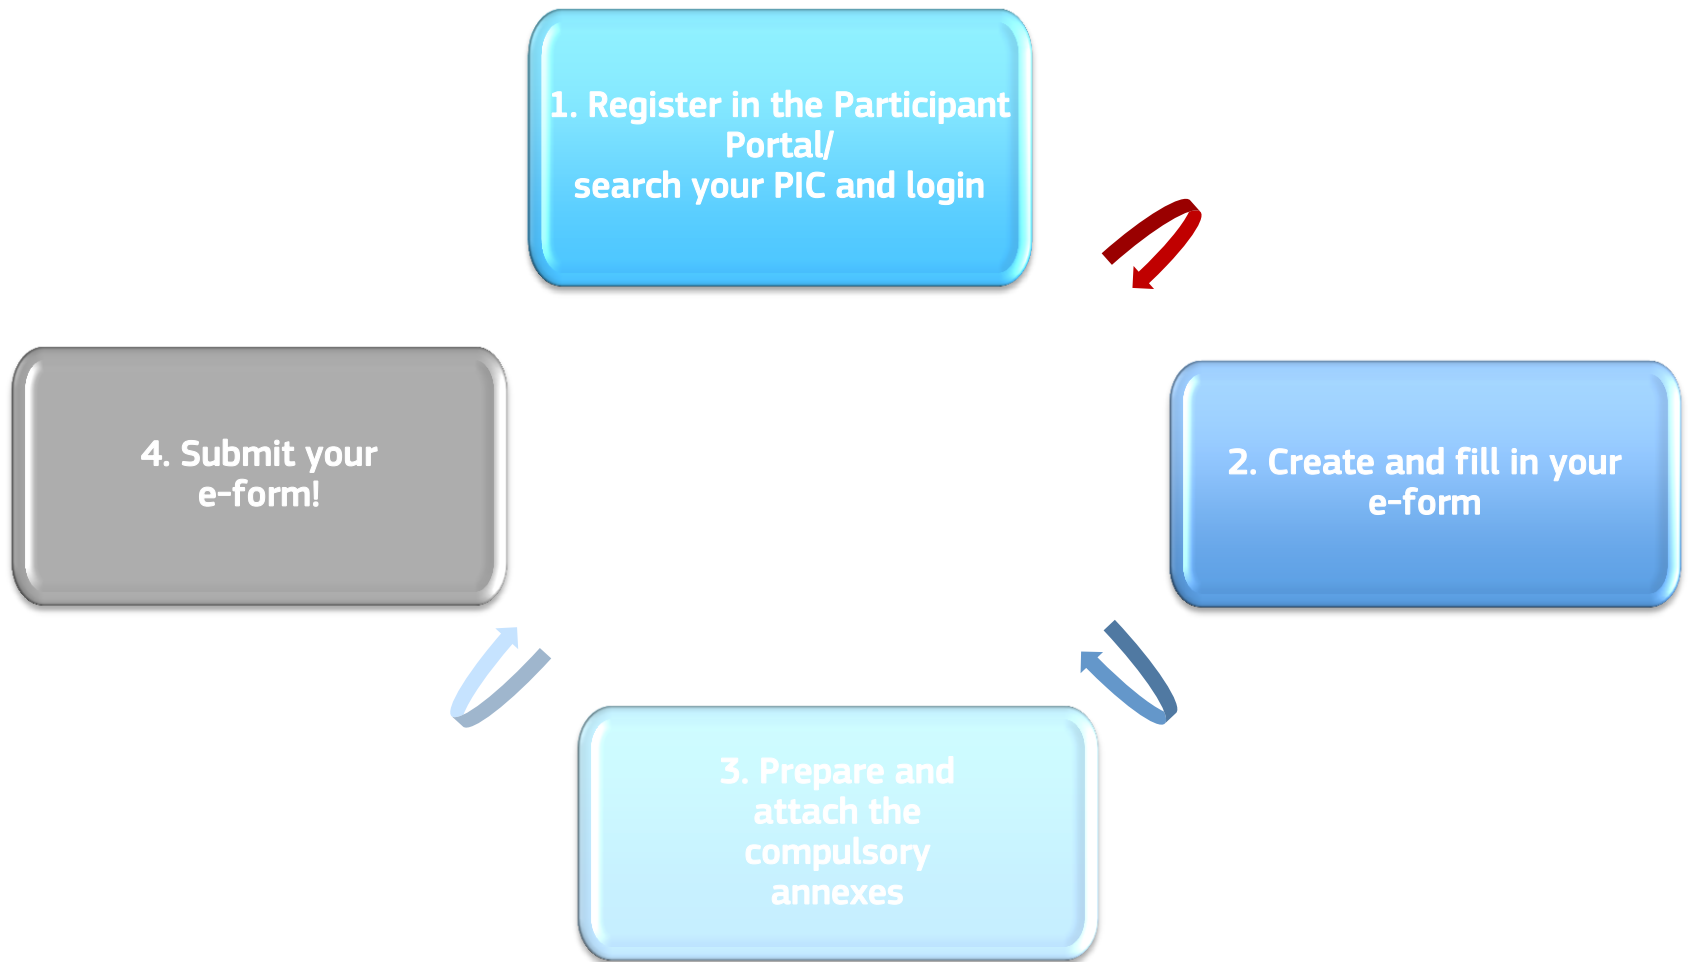 1. Register in the Participant
Portal/
search your PIC and login
2. Create and fill in your
e-form
3. Prepare and
attach the
compulsory
annexes
4. Submit your
e-form!